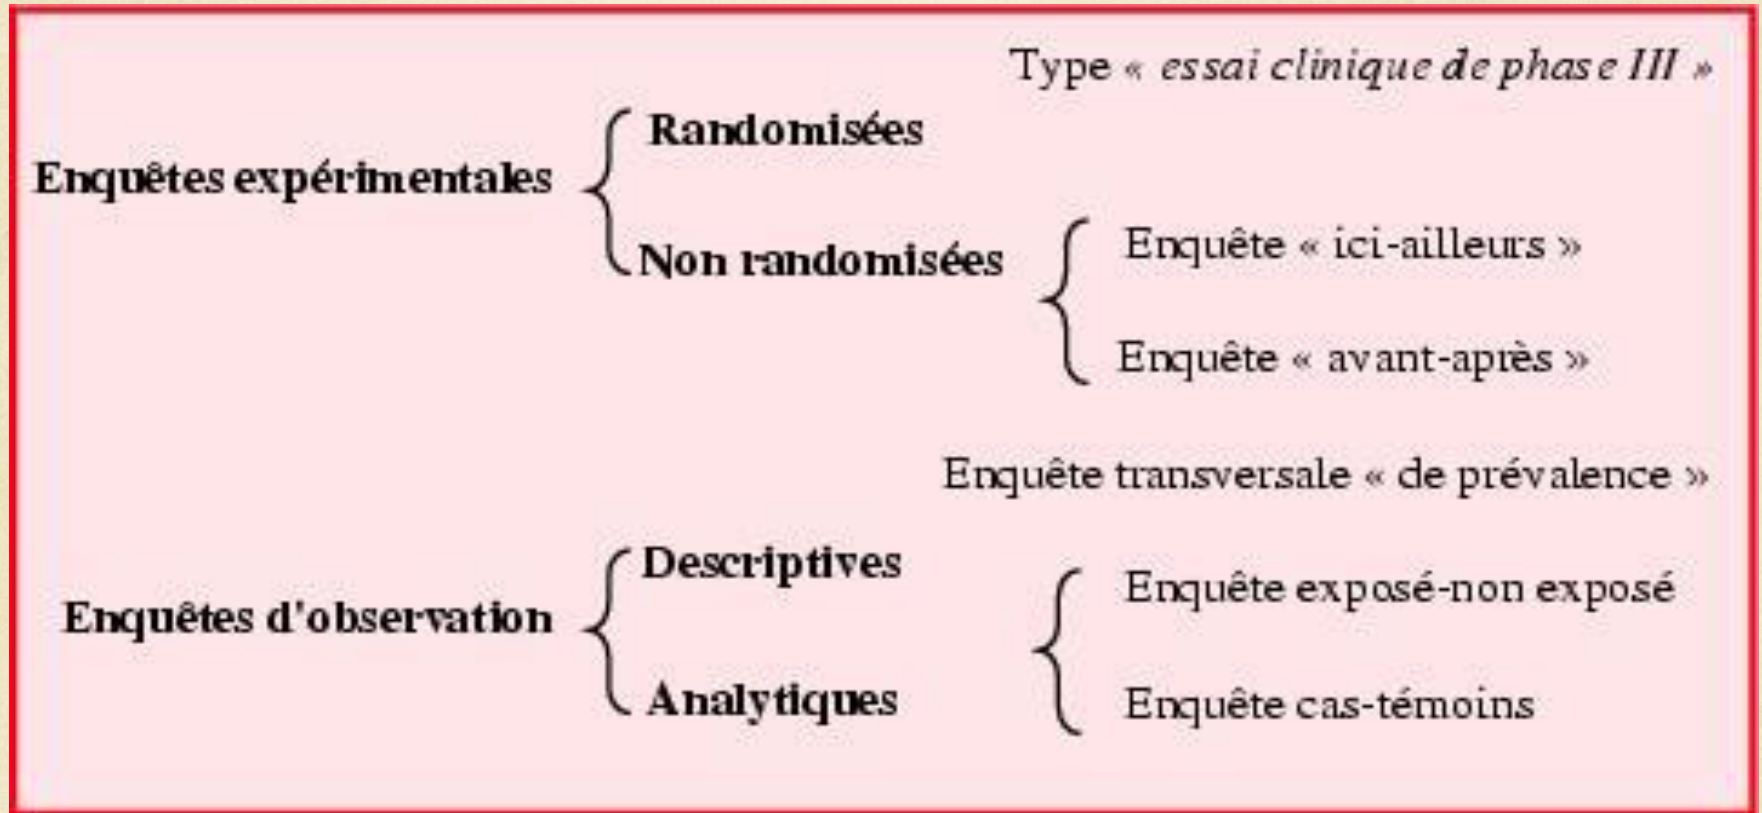 Type « essai clinique de phase III »
Randomisées
Enquêtes expérimentales
Non randomisées
Enquête « ici-ailleurs »
Enquête « avant-après »
Enquête transversale « de prévalence »
Descriptives
Enquête exposé-non exposé
Enquêtes d'observation
Analytiques
Enquête cas-témoins